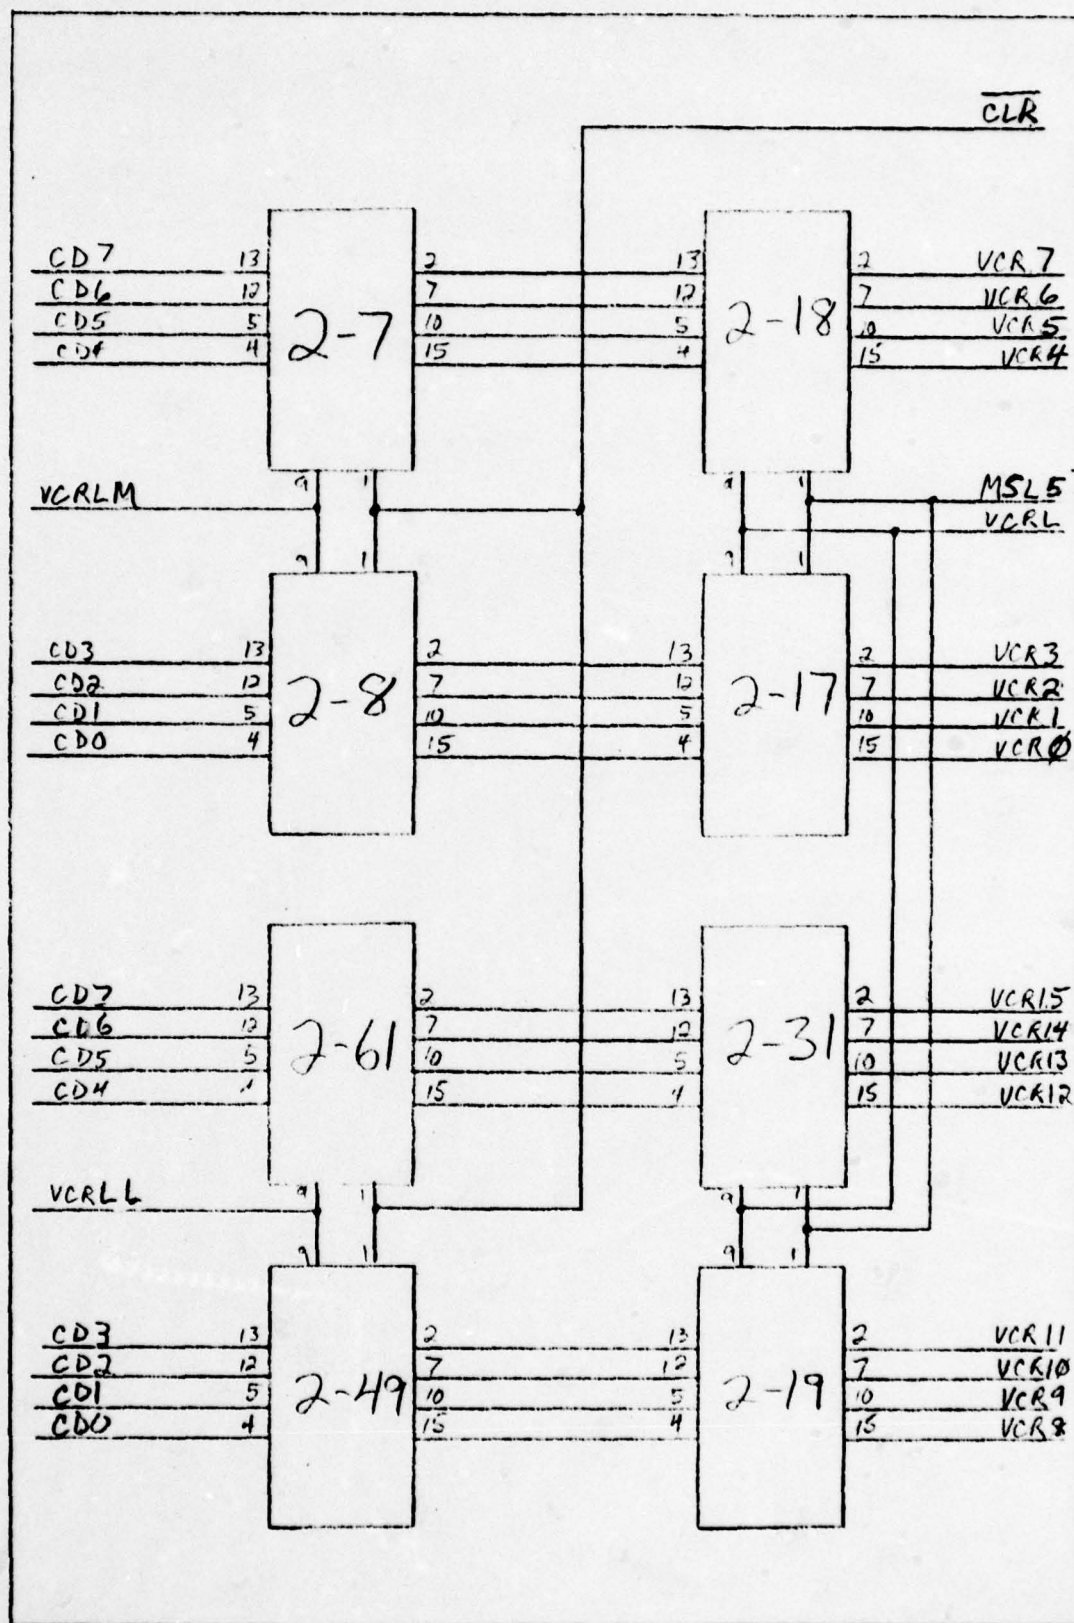 CLR
CD7 13 2 13 2 VCR7
CD6 12 7 12 7 VCR6
CD5 5 10 5 10 VCR5
CD4 4 15 4 15 VCR4
2-7 2-18
9 1 9 1
VCRLM MSL5
VCRL
9 1 9 1
CD3 13 2 13 2 VCR3
CD2 12 7 12 7 VCR2
CD1 5 10 5 10 VCR1
CD0 4 15 4 15 VCRØ
2-8 2-17
CD7 13 2 13 2 VCR15
CD6 12 7 12 7 VCR14
CD5 5 10 5 10 VCR13
CD4 4 15 4 15 VCR12
2-61 2-31
9 1 9 1
VCRLL
9 1 9 1
CD3 13 2 13 2 VCR11
CD2 12 7 12 7 VCR1Ø
CD1 5 10 5 10 VCR9
CD0 4 15 4 15 VCR8
2-49 2-19